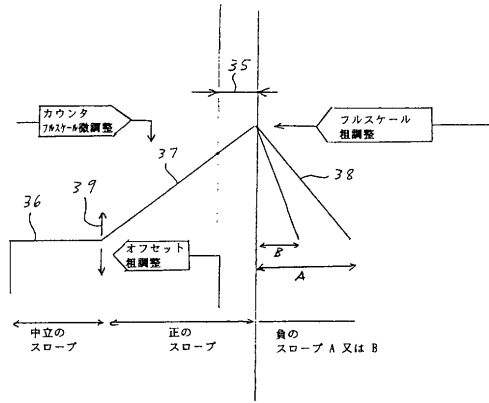 35
カウンタ
フルスケール微調整
フルスケール
粗調整
37
38
36
39
オフセット
粗調整
B
A
中立の
スロープ
正の
スロープ
負の
スロープ A 又は B